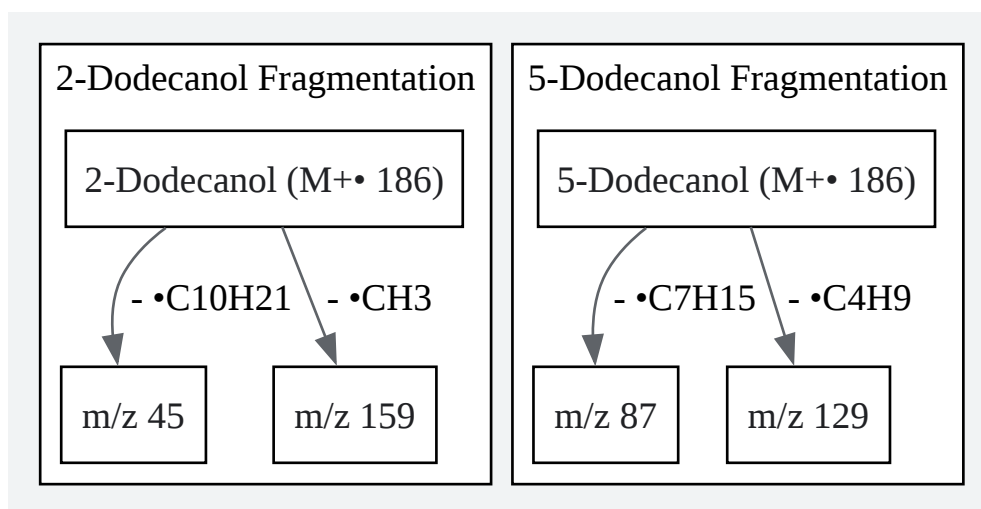 2-Dodecanol Fragmentation
2-Dodecanol (M+• 186)
- •C10H21
- •CH3
m/z 45
m/z 159
5-Dodecanol Fragmentation
5-Dodecanol (M+• 186)
- •C7H15
- •C4H9
m/z 87
m/z 129